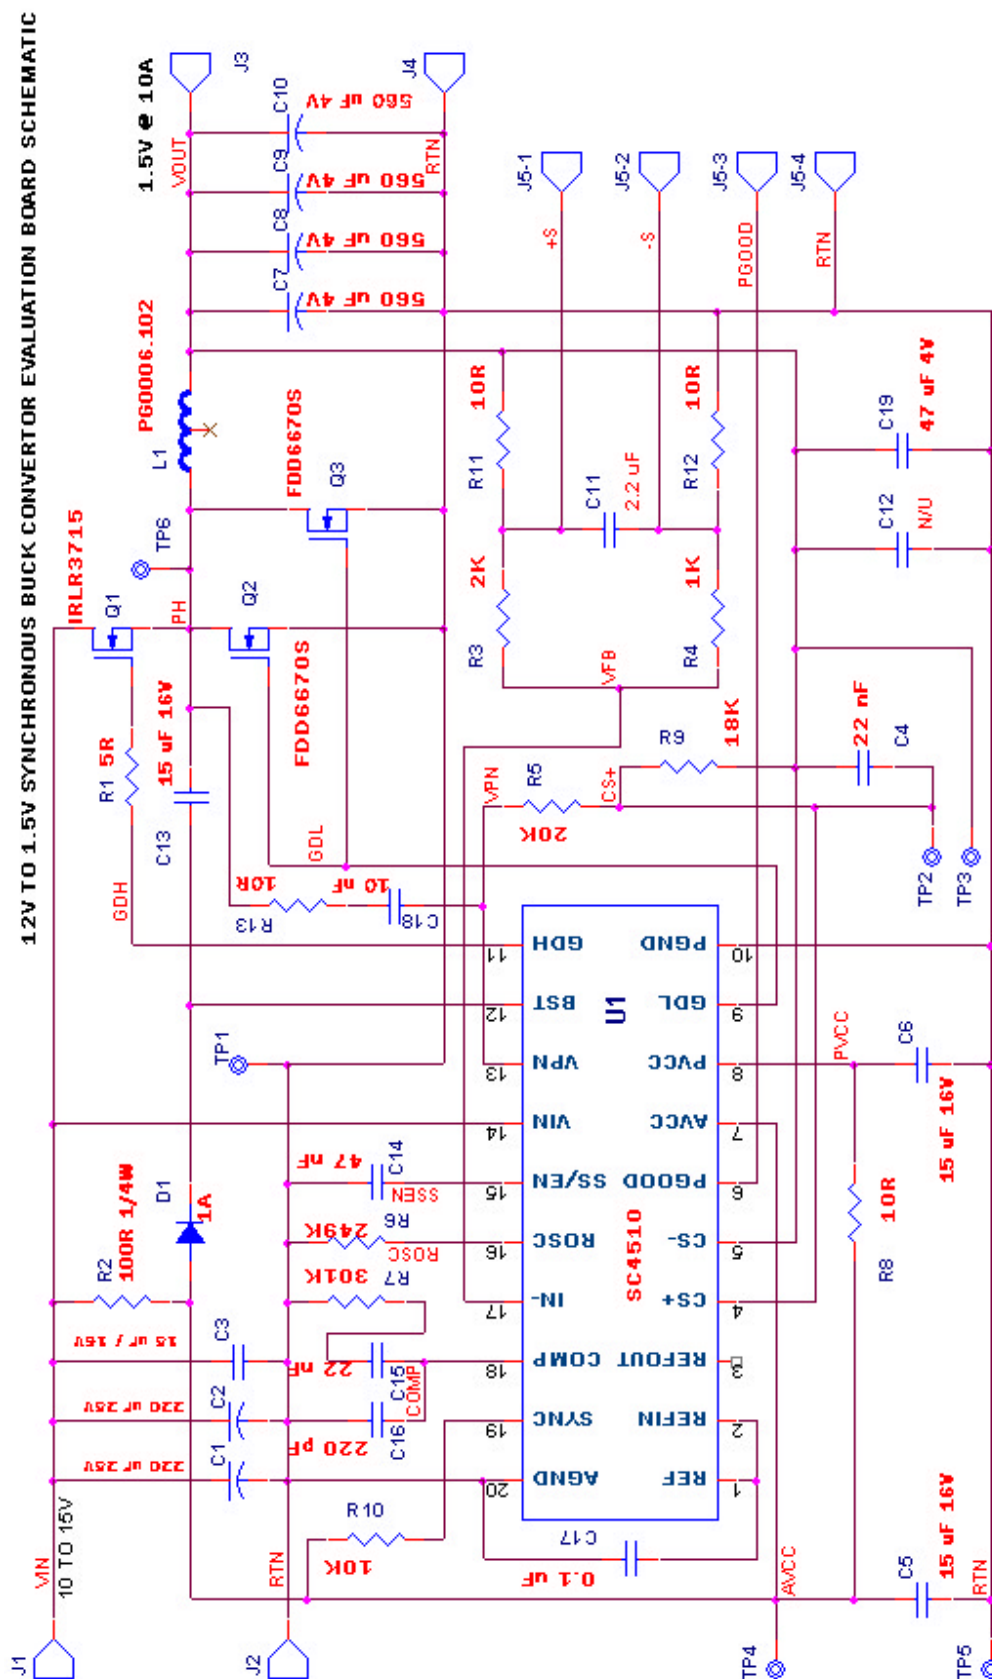 12V TO 1.5V SYNCHRONOUS BUCK CONVERTOR EVALUATION BOARD SCHEMATIC
J1
VIN
10 TO 15V
220 uF 25V
C1
220 uF 25V
C2
15 uF / 16V
C3
R2
100R 1/4W
D1
1A
GDH
R1
5R
C13
15 uF 16V
IRLR3715
Q1
PH
TP6
Q2
FDD6670S
FDD6670S
Q3
L1
PG0006.102
1.5V @ 10A
VOUT
J3
C7
560 uF 4V
C8
560 uF 4V
C9
560 uF 4V
C10
560 uF 4V
RTN
J4
J2
RTN
TP1
R10
10K
220 pF
C16
22 nF
C15
COMP
301K
R7
249K
R6
ROSC
47 nF
C14
SSEN
10R
R13
10 nF
C18
GDL
VPN
R5
20K
CS+
R9
18K
VFB
R3
2K
R4
1K
R11
10R
R12
10R
C11
2.2 uF
+S
J5-1
-S
J5-2
PGOOD
J5-3
RTN
J5-4
C17
0.1 uF
U1
SC4510
20 AGND
19 SYNC
18 COMP
17 IN-
16 ROSC
15 SS/EN
14 VIN
13 VPN
12 BST
11 GDH
1 REF
2 REFIN
3 REFOUT
4 CS+
5 CS-
6 PGOOD
7 AVCC
8 PVCC
9 GDL
10 PGND
TP4
AVCC
R8
10R
PVCC
C5
15 uF 16V
C6
15 uF 16V
RTN
TP5
TP2
TP3
22 nF
C4
C12
N/U
C19
47 uF 4V